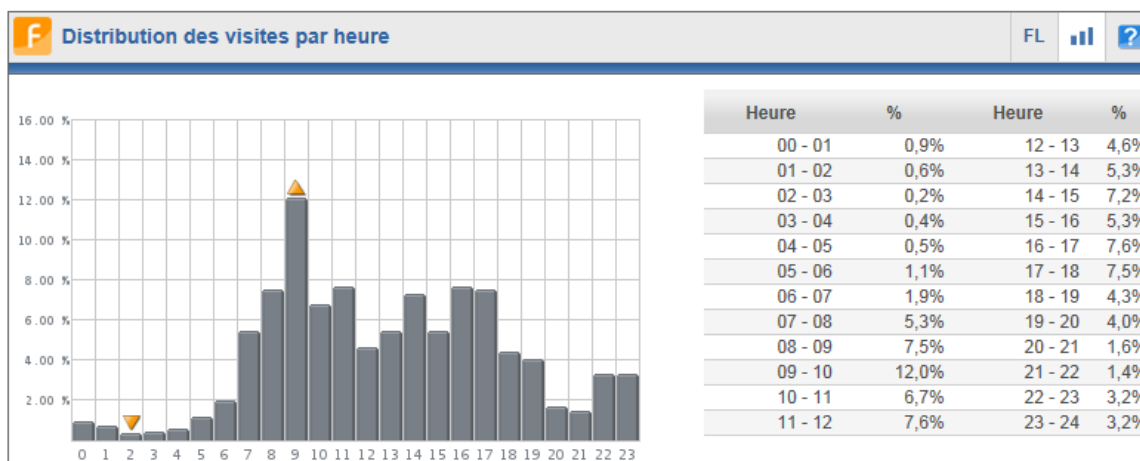 F Distribution des visites par heure FL ?
16.00 %
14.00 %
12.00 %
10.00 %
8.00 %
6.00 %
4.00 %
2.00 %
0 1 2 3 4 5 6 7 8 9 10 11 12 13 14 15 16 17 18 19 20 21 22 23
Heure % Heure %
00 - 01 0,9% 12 - 13 4,6%
01 - 02 0,6% 13 - 14 5,3%
02 - 03 0,2% 14 - 15 7,2%
03 - 04 0,4% 15 - 16 5,3%
04 - 05 0,5% 16 - 17 7,6%
05 - 06 1,1% 17 - 18 7,5%
06 - 07 1,9% 18 - 19 4,3%
07 - 08 5,3% 19 - 20 4,0%
08 - 09 7,5% 20 - 21 1,6%
09 - 10 12,0% 21 - 22 1,4%
10 - 11 6,7% 22 - 23 3,2%
11 - 12 7,6% 23 - 24 3,2%